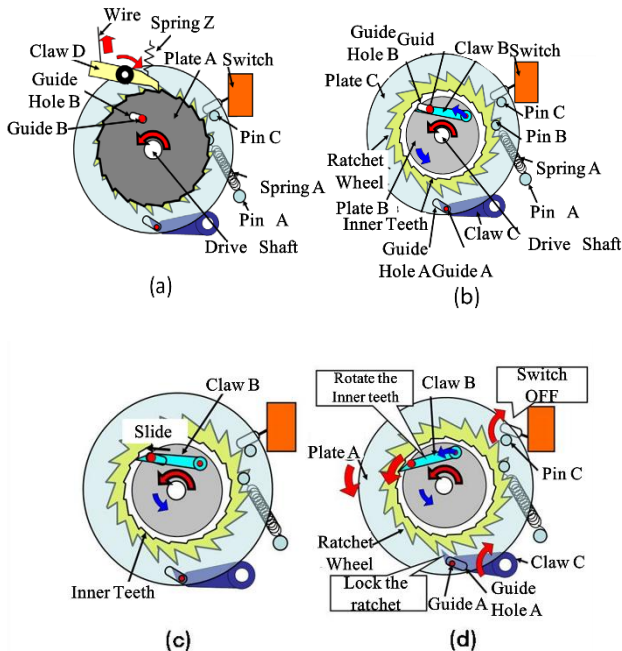 Wire
Spring Z
Claw D
Plate A Switch
Guide
Hole B
Guide B
Pin C
Spring A
Pin A
Drive Shaft
(a)
Guide
Hole B
Guid
Claw B Switch
Plate C
Pin C
Pin B
Ratchet
Wheel
Spring A
Plate B
Inner Teeth
Pin A
Guide
Hole A Guide A
Claw C
Drive Shaft
(b)
Claw B
Slide
Inner Teeth
(c)
Rotate the
Inner teeth
Claw B
Switch
OFF
Plate A
Pin C
Ratchet
Wheel
Claw C
Lock the
ratchet
Guide A
Guide
Hole A
(d)